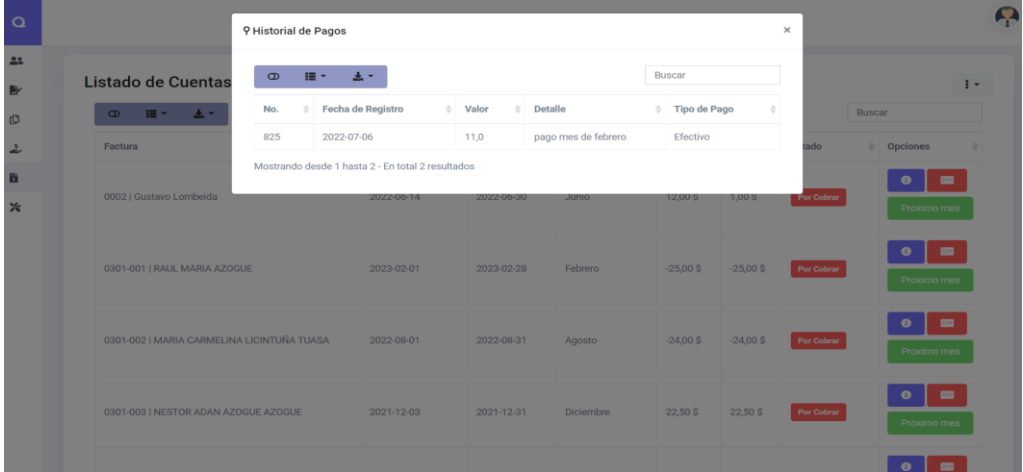 Historial de Pagos ×
Buscar
No. Fecha de Registro Valor Detalle Tipo de Pago
825 2022-07-06 11,0 pago mes de febrero Efectivo
Mostrando desde 1 hasta 2 - En total 2 resultados
Listado de Cuentas
Buscar
Factura tado Opciones
0002 | Gustavo Lombeida 2022-06-14 2022-06-30 Junio 12,00 $ 1,00 $ Por Cobrar
Proximo mes
0301-001 | RAUL MARIA AZOGUE 2023-02-01 2023-02-28 Febrero -25,00 $ -25,00 $ Por Cobrar
Proximo mes
0301-002 | MARIA CARMELINA LICINTUÑA TUASA 2022-08-01 2022-08-31 Agosto -24,00 $ -24,00 $ Por Cobrar
Proximo mes
0301-003 | NESTOR ADAN AZOGUE AZOGUE 2021-12-03 2021-12-31 Diciembre 22,50 $ 22,50 $ Por Cobrar
Proximo mes